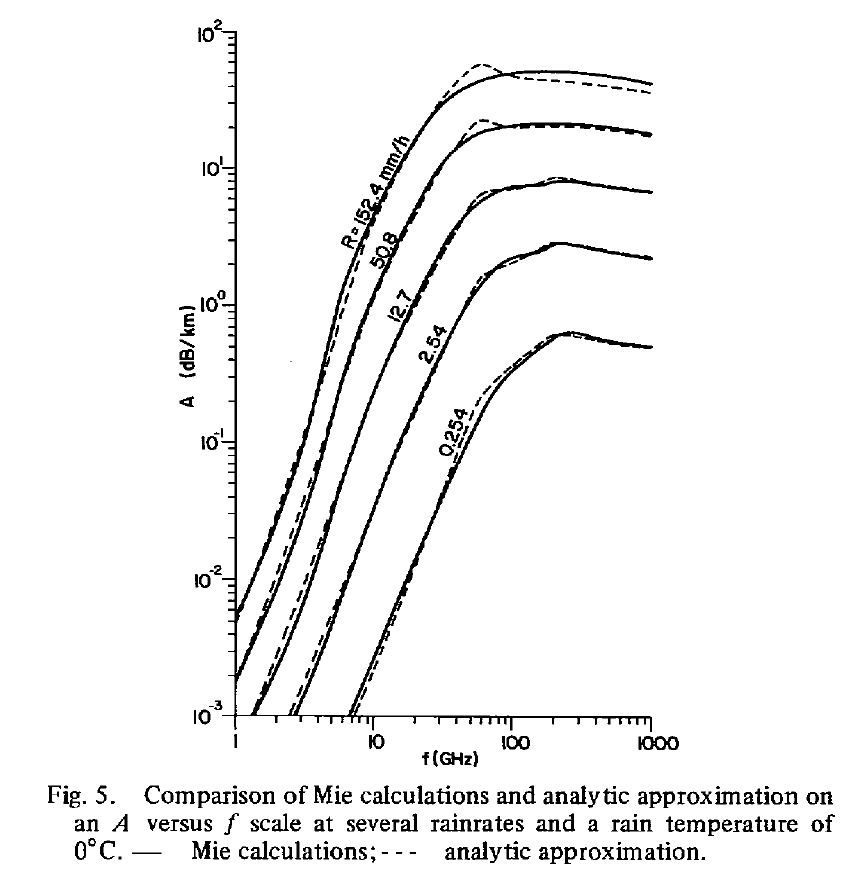 10²
10¹
10⁰
10⁻¹
10⁻²
10⁻³
A (dB/km)
R=152.4 mm/h
50.8
12.7
2.54
0.254
1 10 100 1000
f(GHz)
Fig. 5. Comparison of Mie calculations and analytic approximation on
an A versus f scale at several rainrates and a rain temperature of
0°C. — Mie calculations; --- analytic approximation.